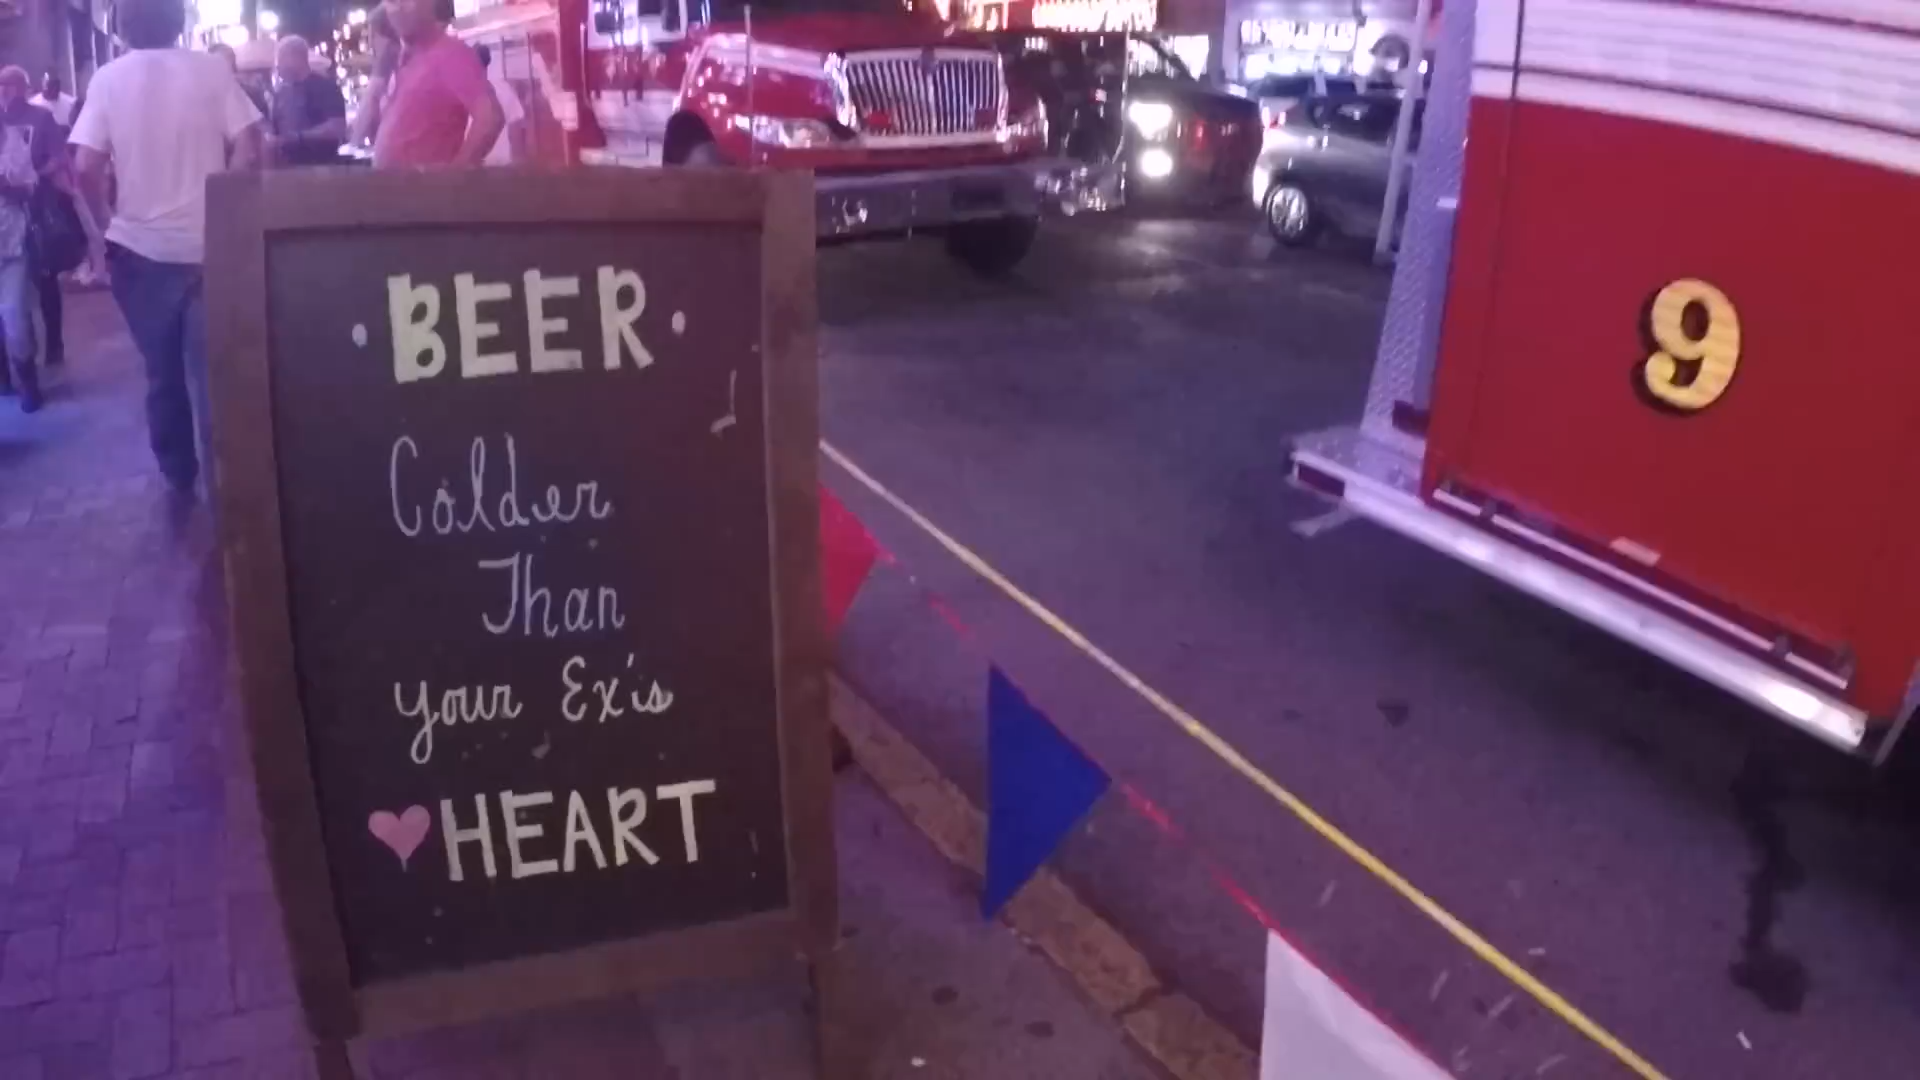 · BEER ·
Colder
Than
your Ex's
HEART
9